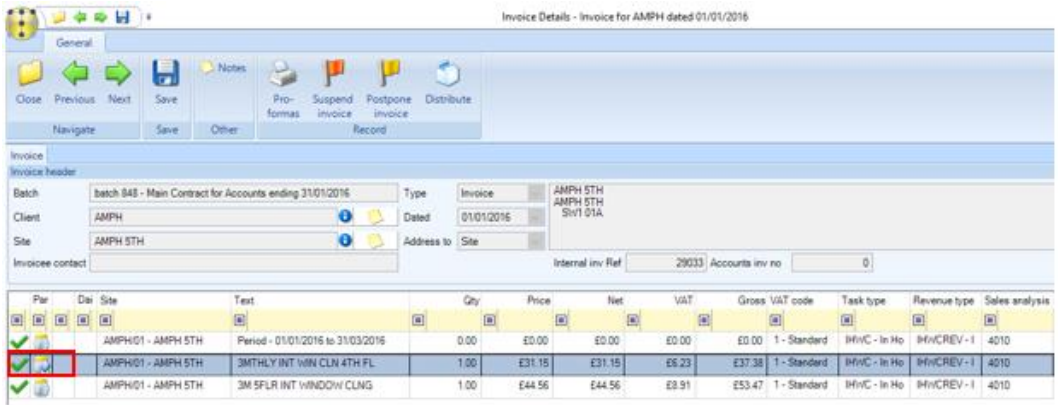 Invoice Details - Invoice for AMPH dated 01/01/2016
General
Close Previous Next Save Notes Pro-formas Suspend invoice Postpone invoice Distribute
Navigate Save Other Record
Invoice
Invoice header
Batch batch 848 - Main Contract for Accounts ending 31/01/2016 Type Invoice AMPH 5TH
AMPH 5TH
Client AMPH Dated 01/01/2016 SW1 01A
Site AMPH 5TH Address to Site
Invoicee contact Internal inv Ref 29033 Accounts inv no 0
Par Dai Site Text Qty Price Net VAT Gross VAT code Task type Revenue type Sales analysis
AMPH/01 - AMPH 5TH Period - 01/01/2016 to 31/03/2016 0.00 £0.00 £0.00 £0.00 £0.00 1 - Standard IHWC - In Ho IHWCREV - I 4010
AMPH/01 - AMPH 5TH 3MTHLY INT WIN CLN 4TH FL 1.00 £31.15 £31.15 £6.23 £37.38 1 - Standard IHWC - In Ho IHWCREV - I 4010
AMPH/01 - AMPH 5TH 3M 5FLR INT WINDOW CLNG 1.00 £44.56 £44.56 £8.91 £53.47 1 - Standard IHWC - In Ho IHWCREV - I 4010